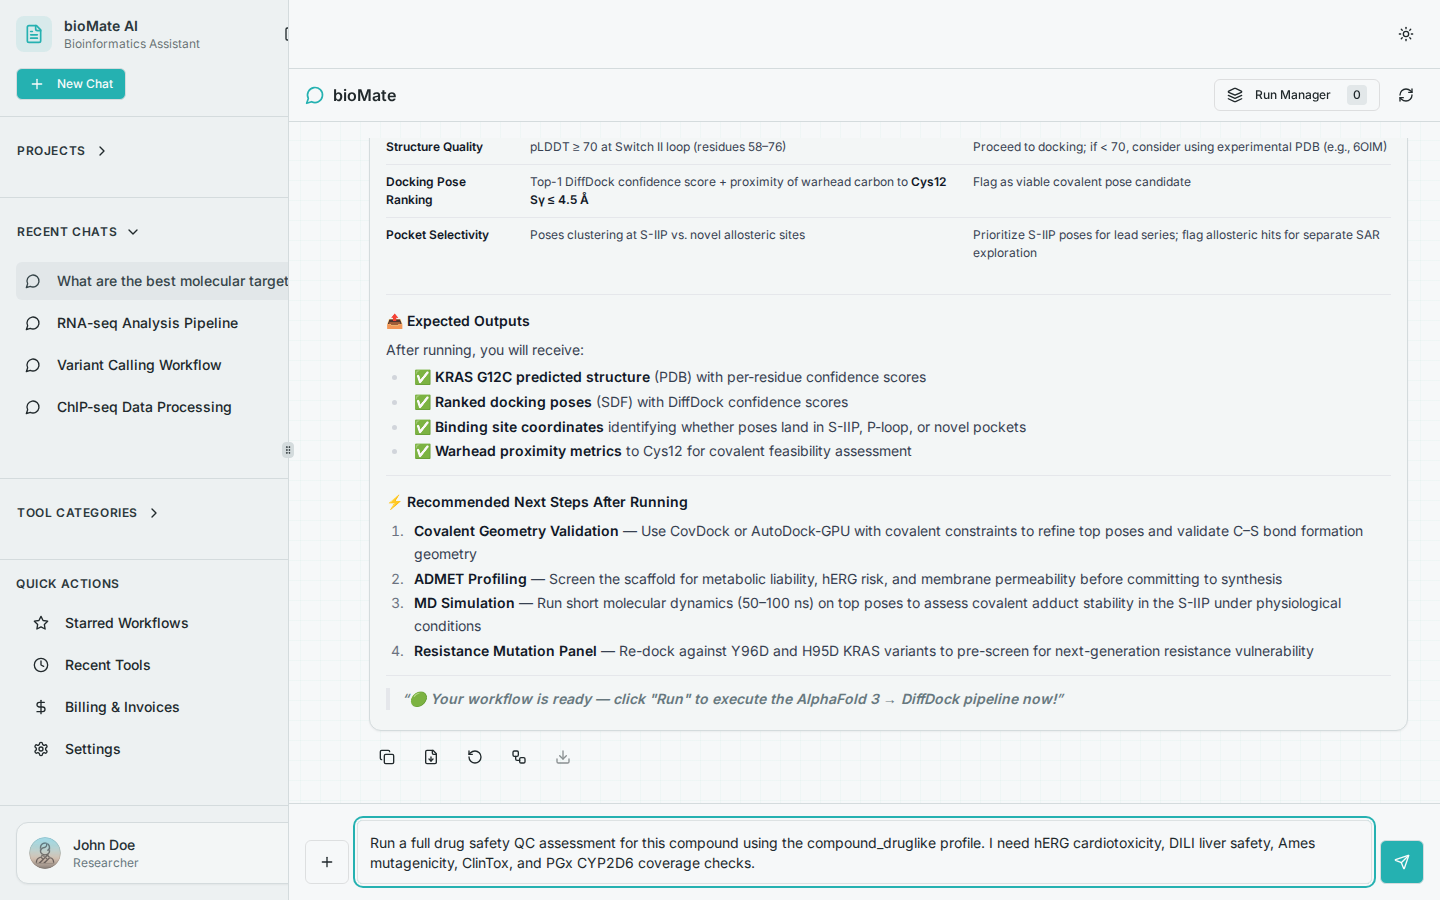 bioMate AI
Bioinformatics Assistant
New Chat
PROJECTS
RECENT CHATS
What are the best molecular target
RNA-seq Analysis Pipeline
Variant Calling Workflow
ChIP-seq Data Processing
TOOL CATEGORIES
QUICK ACTIONS
Starred Workflows
Recent Tools
Billing & Invoices
Settings
John Doe
Researcher
bioMate
Run Manager 0
Structure Quality pLDDT ≥ 70 at Switch II loop (residues 58–76) Proceed to docking; if < 70, consider using experimental PDB (e.g., 6OIM)
Docking Pose Top-1 DiffDock confidence score + proximity of warhead carbon to Cys12 Flag as viable covalent pose candidate
Ranking Sγ ≤ 4.5 Å
Pocket Selectivity Poses clustering at S-IIP vs. novel allosteric sites Prioritize S-IIP poses for lead series; flag allosteric hits for separate SAR
exploration
📤 Expected Outputs
After running, you will receive:
✅ KRAS G12C predicted structure (PDB) with per-residue confidence scores
✅ Ranked docking poses (SDF) with DiffDock confidence scores
✅ Binding site coordinates identifying whether poses land in S-IIP, P-loop, or novel pockets
✅ Warhead proximity metrics to Cys12 for covalent feasibility assessment
⚡ Recommended Next Steps After Running
1. Covalent Geometry Validation — Use CovDock or AutoDock-GPU with covalent constraints to refine top poses and validate C–S bond formation
geometry
2. ADMET Profiling — Screen the scaffold for metabolic liability, hERG risk, and membrane permeability before committing to synthesis
3. MD Simulation — Run short molecular dynamics (50–100 ns) on top poses to assess covalent adduct stability in the S-IIP under physiological
conditions
4. Resistance Mutation Panel — Re-dock against Y96D and H95D KRAS variants to pre-screen for next-generation resistance vulnerability
“🟢 Your workflow is ready — click "Run" to execute the AlphaFold 3 → DiffDock pipeline now!”
Run a full drug safety QC assessment for this compound using the compound_druglike profile. I need hERG cardiotoxicity, DILI liver safety, Ames
mutagenicity, ClinTox, and PGx CYP2D6 coverage checks.